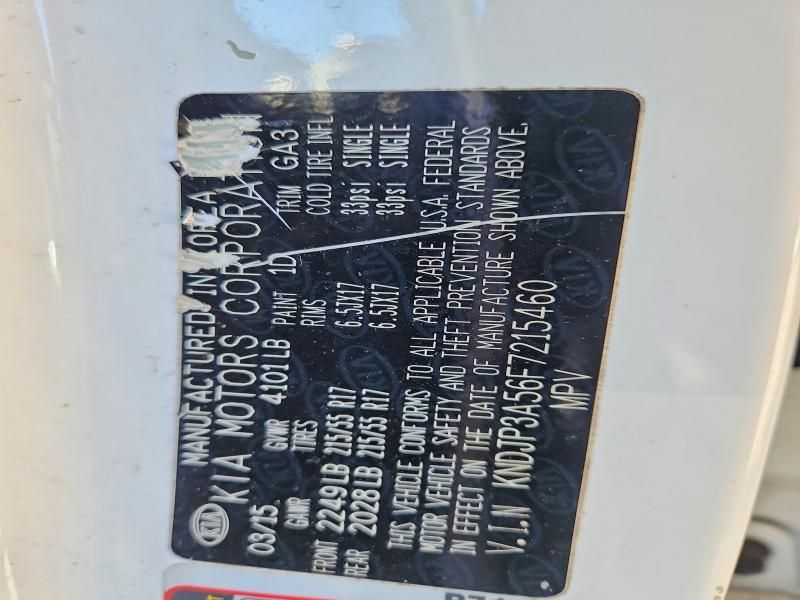 MANUFACTURED IN KOREA
KIA KIA MOTORS CORPORATION
03/15 GVWR 4101LB PAINT 1D TRIM GA3
GAWR TIRES RIMS COLD TIRE INFL
FRONT 2249LB 215/55 R17 6.5JX17 33psi SINGLE
REAR 2028LB 215/55 R17 6.5JX17 33psi SINGLE
THIS VEHICLE CONFORMS TO ALL APPLICABLE U.S.A. FEDERAL
MOTOR VEHICLE SAFETY AND THEFT PREVENTION STANDARDS
IN EFFECT ON THE DATE OF MANUFACTURE SHOWN ABOVE.
V.I.N KNDJP3A56F7215460
MPV